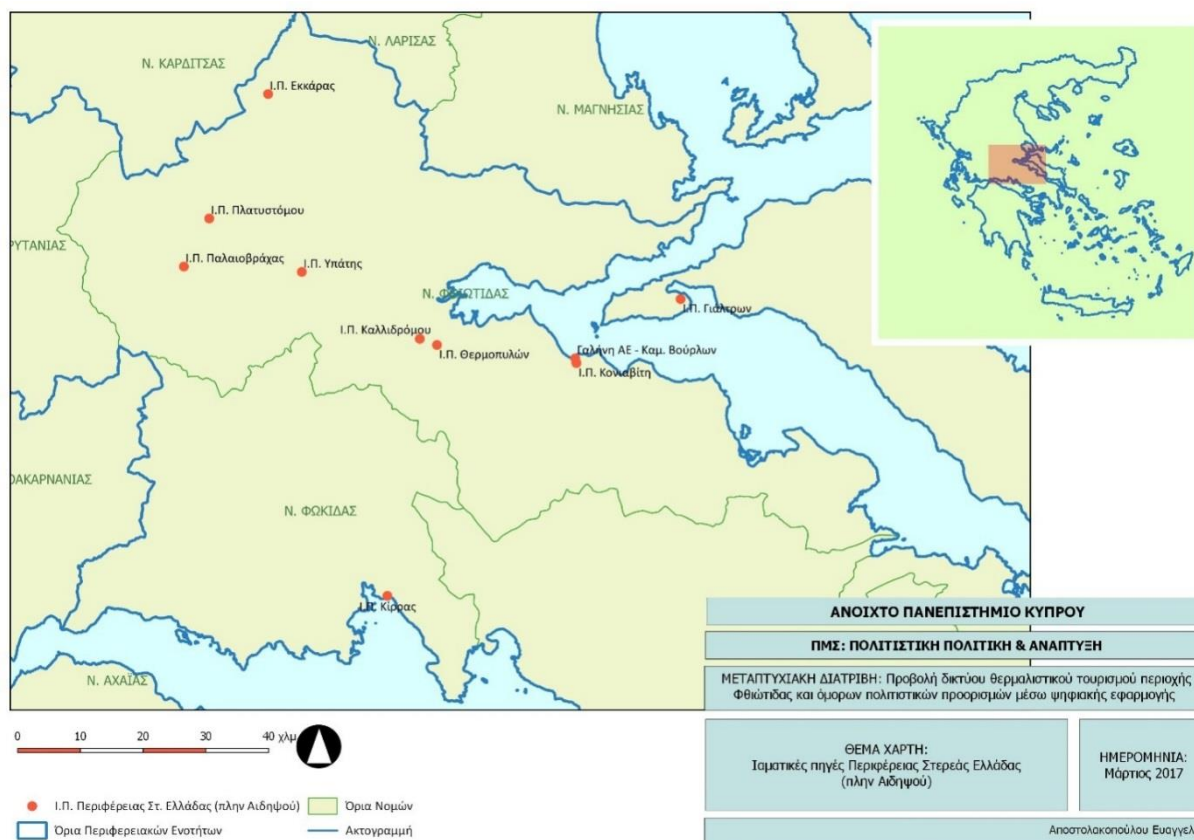 Ν. ΛΑΡΙΣΑΣ
Ν. ΚΑΡΔΙΤΣΑΣ
Ι.Π. Εκκάρας
Ν. ΜΑΓΝΗΣΙΑΣ
Ι.Π. Πλατυστόμου
ΡΥΤΑΝΙΑΣ
Ι.Π. Παλαιοβράχας
Ι.Π. Υπάτης
Ν. ΦΘΙΩΤΙΔΑΣ
Ι.Π. Γιάλτρων
Ι.Π. Καλλιδρόμου
Ι.Π. Θερμοπυλών
Γαλήνη ΑΕ - Καμ. Βούρλων
Ι.Π. Κονιαβίτη
ΑΚΑΡΝΑΝΙΑΣ
Ν. ΦΩΚΙΔΑΣ
Ι.Π. Κίρρας
Ν. ΑΧΑΪΑΣ
ΑΝΟΙΧΤΟ ΠΑΝΕΠΙΣΤΗΜΙΟ ΚΥΠΡΟΥ
ΠΜΣ: ΠΟΛΙΤΙΣΤΙΚΗ ΠΟΛΙΤΙΚΗ & ΑΝΑΠΤΥΞΗ
ΜΕΤΑΠΤΥΧΙΑΚΗ ΔΙΑΤΡΙΒΗ: Προβολή δικτύου θερμαλιστικού τουρισμού περιοχής
Φθιώτιδας και όμορων πολιτιστικών προορισμών μέσω ψηφιακής εφαρμογής
ΘΕΜΑ ΧΑΡΤΗ:
Ιαματικές πηγές Περιφέρειας Στερεάς Ελλάδας
(πλην Αιδηψού)
ΗΜΕΡΟΜΗΝΙΑ:
Μάρτιος 2017
Αποστολακοπούλου Ευαγγελ
0 10 20 30 40 χλμ
Ι.Π. Περιφέρειας Στ. Ελλάδας (πλην Αιδηψού)
Όρια Νομών
Όρια Περιφερειακών Ενοτήτων
Ακτογραμμή